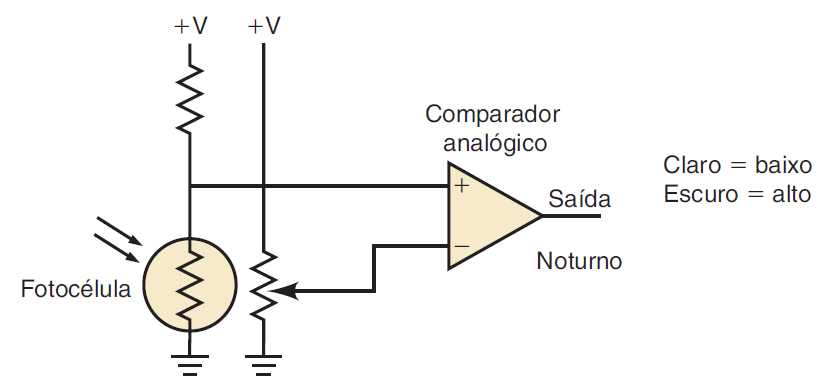 +V
+V
Comparador
analógico
Claro = baixo
Escuro = alto
+
Saída
−
Noturno
Fotocélula